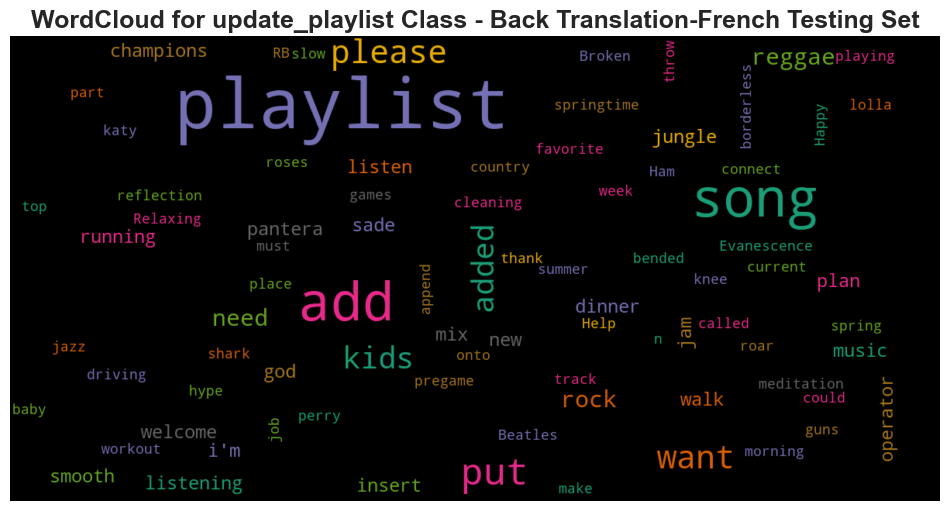 WordCloud for update_playlist Class - Back Translation-French Testing Set
champions RB slow please Broken throw reggae playing
part playlist springtime borderless Happy lolla
katy jungle
roses listen country favorite Ham connect
top reflection games cleaning week song
Relaxing
running pantera sade added Evanescence
must thank summer bended knee current
place add append dinner plan
need Help called spring
jazz shark kids mix new onto n jam roar music
driving god pregame track meditation
hype rock walk could operator
baby perry
welcome job Beatles guns
workout i'm want morning
smooth listening insert put make